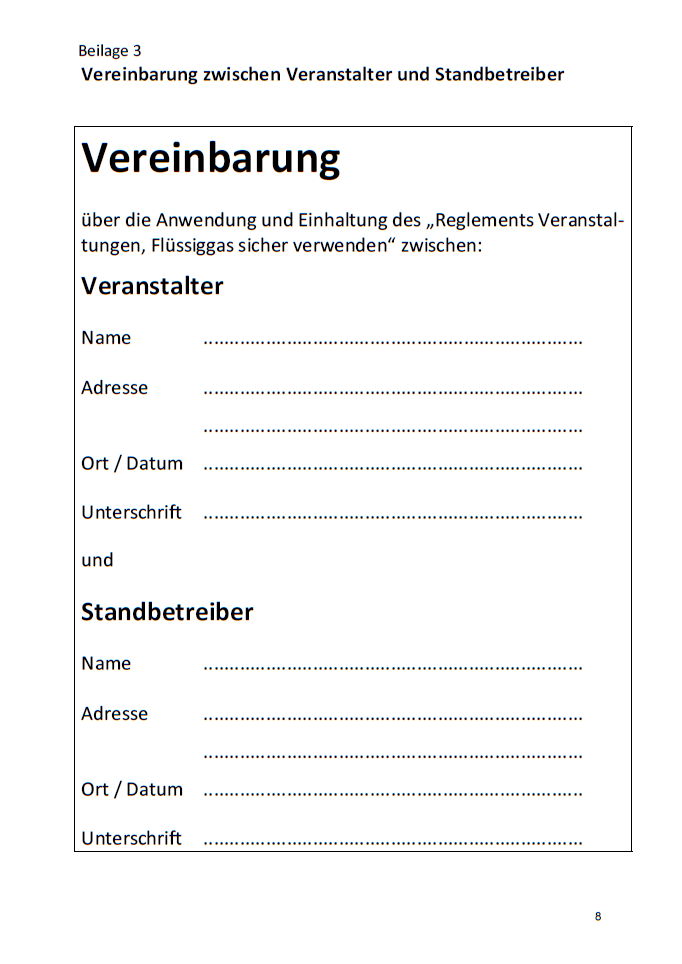 Beilage 3
Vereinbarung zwischen Veranstalter und Standbetreiber
Vereinbarung
über die Anwendung und Einhaltung des „Reglements Veranstal-
tungen, Flüssiggas sicher verwenden“ zwischen:
Veranstalter
Name ..................................................................
Adresse ..................................................................
..................................................................
Ort / Datum ..................................................................
Unterschrift ..................................................................
und
Standbetreiber
Name ..................................................................
Adresse ..................................................................
..................................................................
Ort / Datum ..................................................................
Unterschrift ..................................................................
8